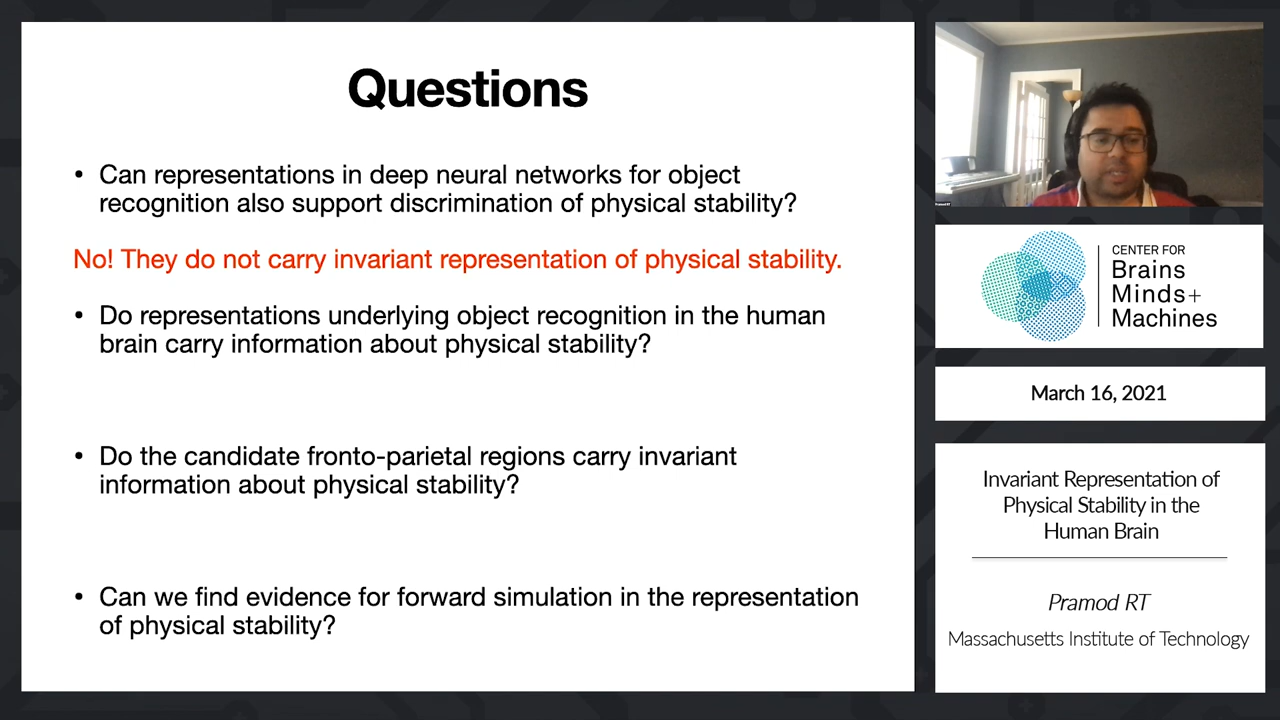 Questions
• Can representations in deep neural networks for object
recognition also support discrimination of physical stability?
No! They do not carry invariant representation of physical stability.
• Do representations underlying object recognition in the human
brain carry information about physical stability?
• Do the candidate fronto-parietal regions carry invariant
information about physical stability?
• Can we find evidence for forward simulation in the representation
of physical stability?
Pramod RT
CENTER FOR
Brains
Minds+
Machines
March 16, 2021
Invariant Representation of
Physical Stability in the
Human Brain
Pramod RT
Massachusetts Institute of Technology